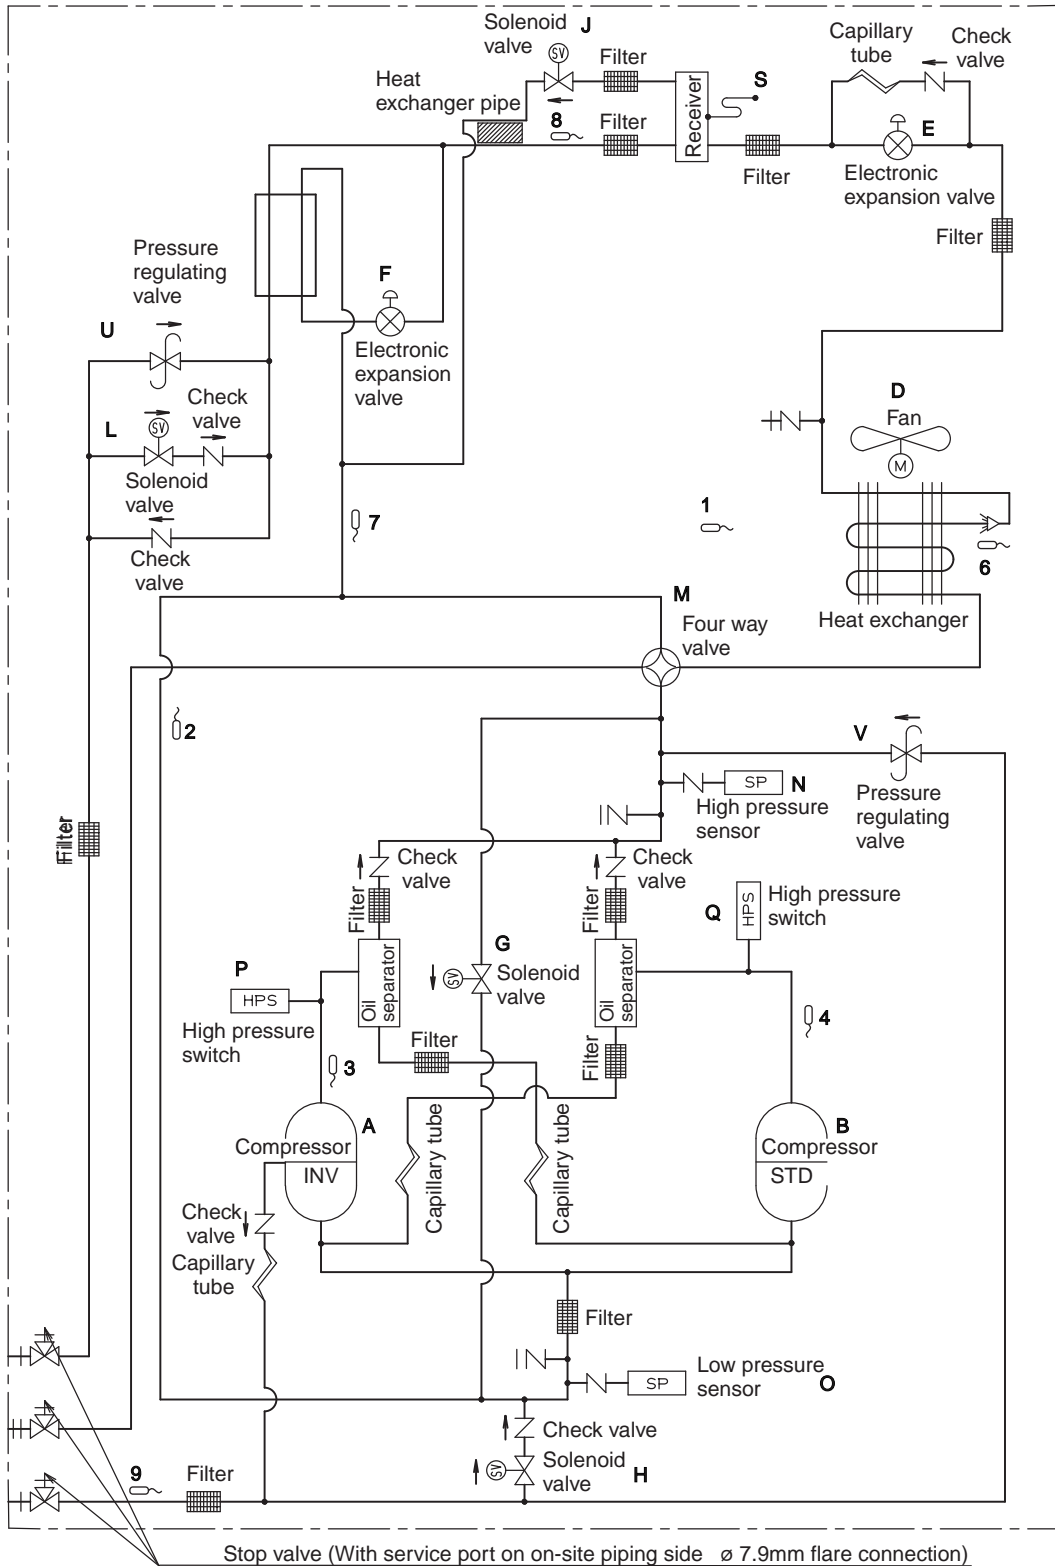 Solenoid
valve
J
SV
Filter
Heat
exchanger pipe
8
Filter
Receiver
S
Filter
Capillary
tube
Check
valve
E
Electronic
expansion valve
Filter
Pressure
regulating
valve
U
F
Electronic
expansion
valve
Check
valve
L
SV
Solenoid
valve
Check
valve
7
1
D
Fan
M
6
Heat exchanger
M
Four way
valve
2
V
Pressure
regulating
valve
SP
N
High pressure
sensor
Filter
Check
valve
Filter
Check
valve
Filter
Q
HPS
High pressure
switch
P
HPS
High pressure
switch
Oil
separator
G
SV
Solenoid
valve
Oil
separator
4
3
Filter
Filter
A
Compressor
INV
Capillary tube
Capillary tube
B
Compressor
STD
Check
valve
Capillary
tube
Filter
Low pressure
sensor
O
SP
Check valve
SV
Solenoid
valve
H
9
Filter
Stop valve (With service port on on-site piping side ø 7.9mm flare connection)